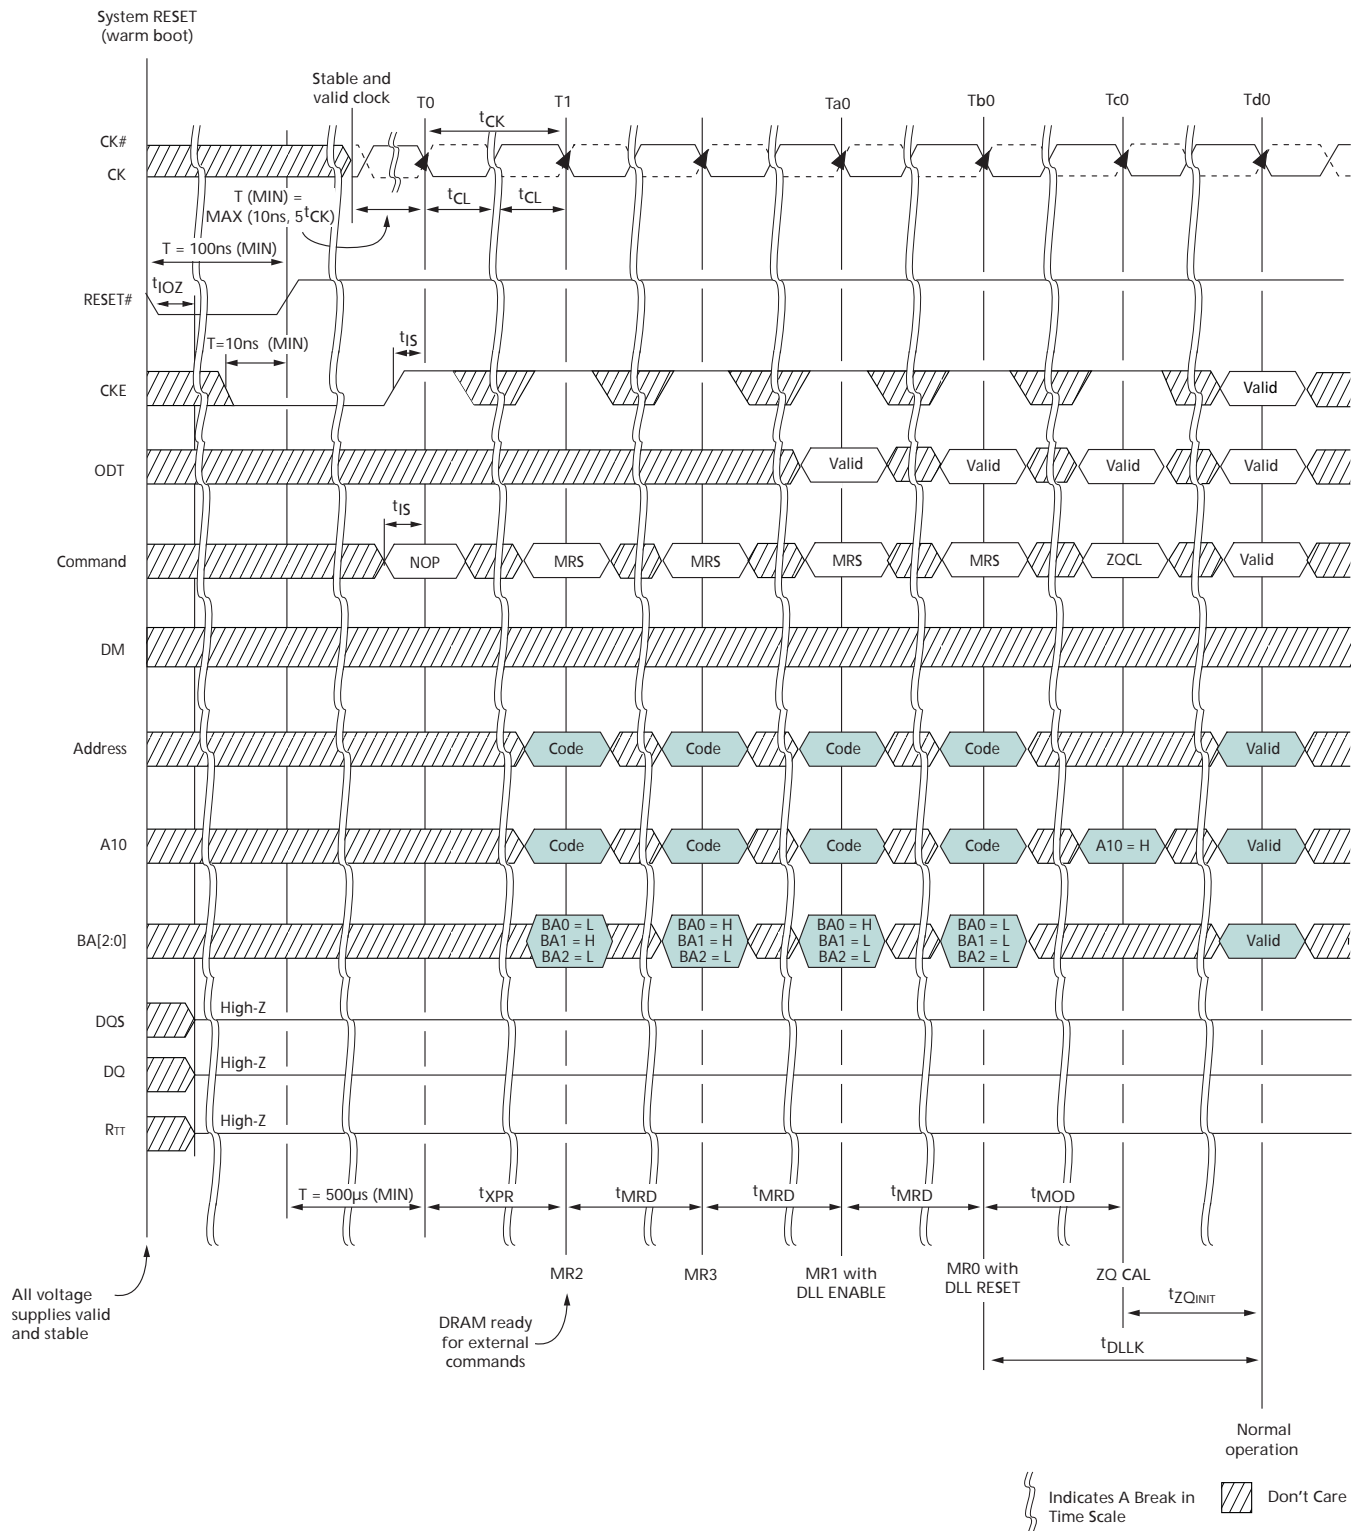 System RESET
(warm boot)
Stable and
valid clock
T0
T1
Ta0
Tb0
Tc0
Td0
tCK
CK#
CK
T (MIN) =
MAX (10ns, 5tCK)
tCL
tCL
T = 100ns (MIN)
tIOZ
RESET#
T=10ns (MIN)
tIS
CKE
Valid
ODT
Valid
Valid
Valid
Valid
tIS
Command
NOP
MRS
MRS
MRS
MRS
ZQCL
Valid
DM
Address
Code
Code
Code
Code
Valid
A10
Code
Code
Code
Code
A10 = H
Valid
BA[2:0]
BA0 = L
BA1 = H
BA2 = L
BA0 = H
BA1 = H
BA2 = L
BA0 = H
BA1 = L
BA2 = L
BA0 = L
BA1 = L
BA2 = L
Valid
DQS
High-Z
DQ
High-Z
RTT
High-Z
T = 500μs (MIN)
tXPR
tMRD
tMRD
tMRD
tMOD
All voltage
supplies valid
and stable
MR2
MR3
MR1 with
DLL ENABLE
MR0 with
DLL RESET
ZQ CAL
tZQINIT
DRAM ready
for external
commands
tDLLK
Normal
operation
Indicates A Break in
Time Scale
Don't Care